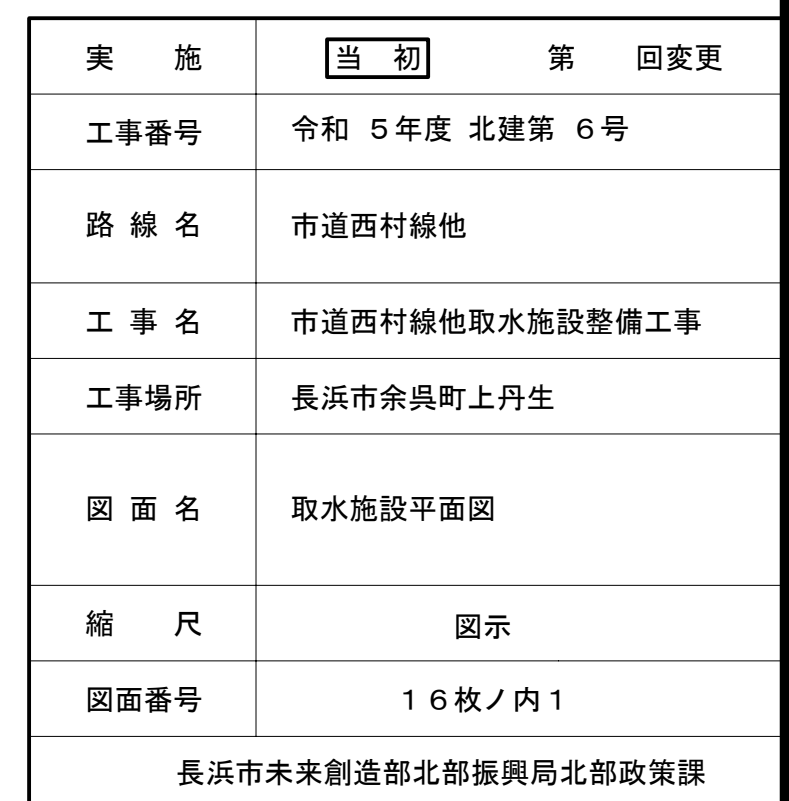 実　施　当　初　第　回変更
工事番号　令和　５年度　北建第　６号
路線名　市道西村線他
工事名　市道西村線他取水施設整備工事
工事場所　長浜市余呉町上丹生
図面名　取水施設平面図
縮　尺　図示
図面番号　１６枚ノ内１
長浜市未来創造部北部振興局北部政策課